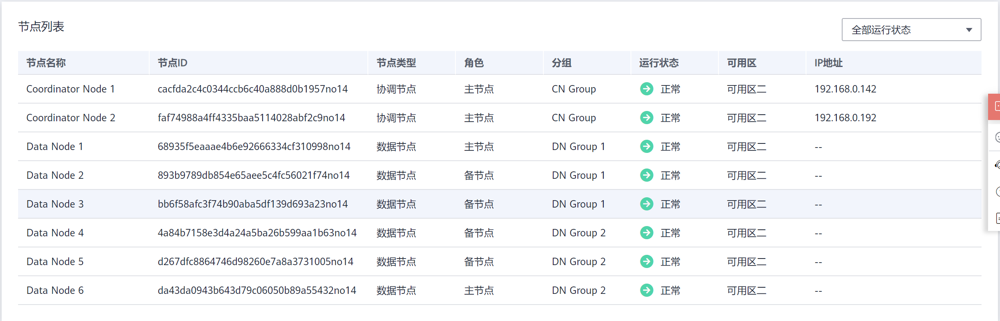 节点列表
全部运行状态
节点名称 节点ID 节点类型 角色 分组 运行状态 可用区 IP地址
Coordinator Node 1 cacfda2c4c0344ccb6c40a888d0b1957no14 协调节点 主节点 CN Group 正常 可用区二 192.168.0.142
Coordinator Node 2 faf74988a4ff4335baa5114028abf2c9no14 协调节点 主节点 CN Group 正常 可用区二 192.168.0.192
Data Node 1 68935f5eaaae4b6e92666334cf310998no14 数据节点 主节点 DN Group 1 正常 可用区二 --
Data Node 2 893b9789db854e65aee5c4fc56021f74no14 数据节点 备节点 DN Group 1 正常 可用区二 --
Data Node 3 bb6f58afc3f74b90aba5df139d693a23no14 数据节点 备节点 DN Group 1 正常 可用区二 --
Data Node 4 4a84b7158e3d4a24a5ba26b599aa1b63no14 数据节点 备节点 DN Group 2 正常 可用区二 --
Data Node 5 d267dfc8864746d98260e7a8a3731005no14 数据节点 备节点 DN Group 2 正常 可用区二 --
Data Node 6 da43da0943b643d79c06050b89a55432no14 数据节点 主节点 DN Group 2 正常 可用区二 --